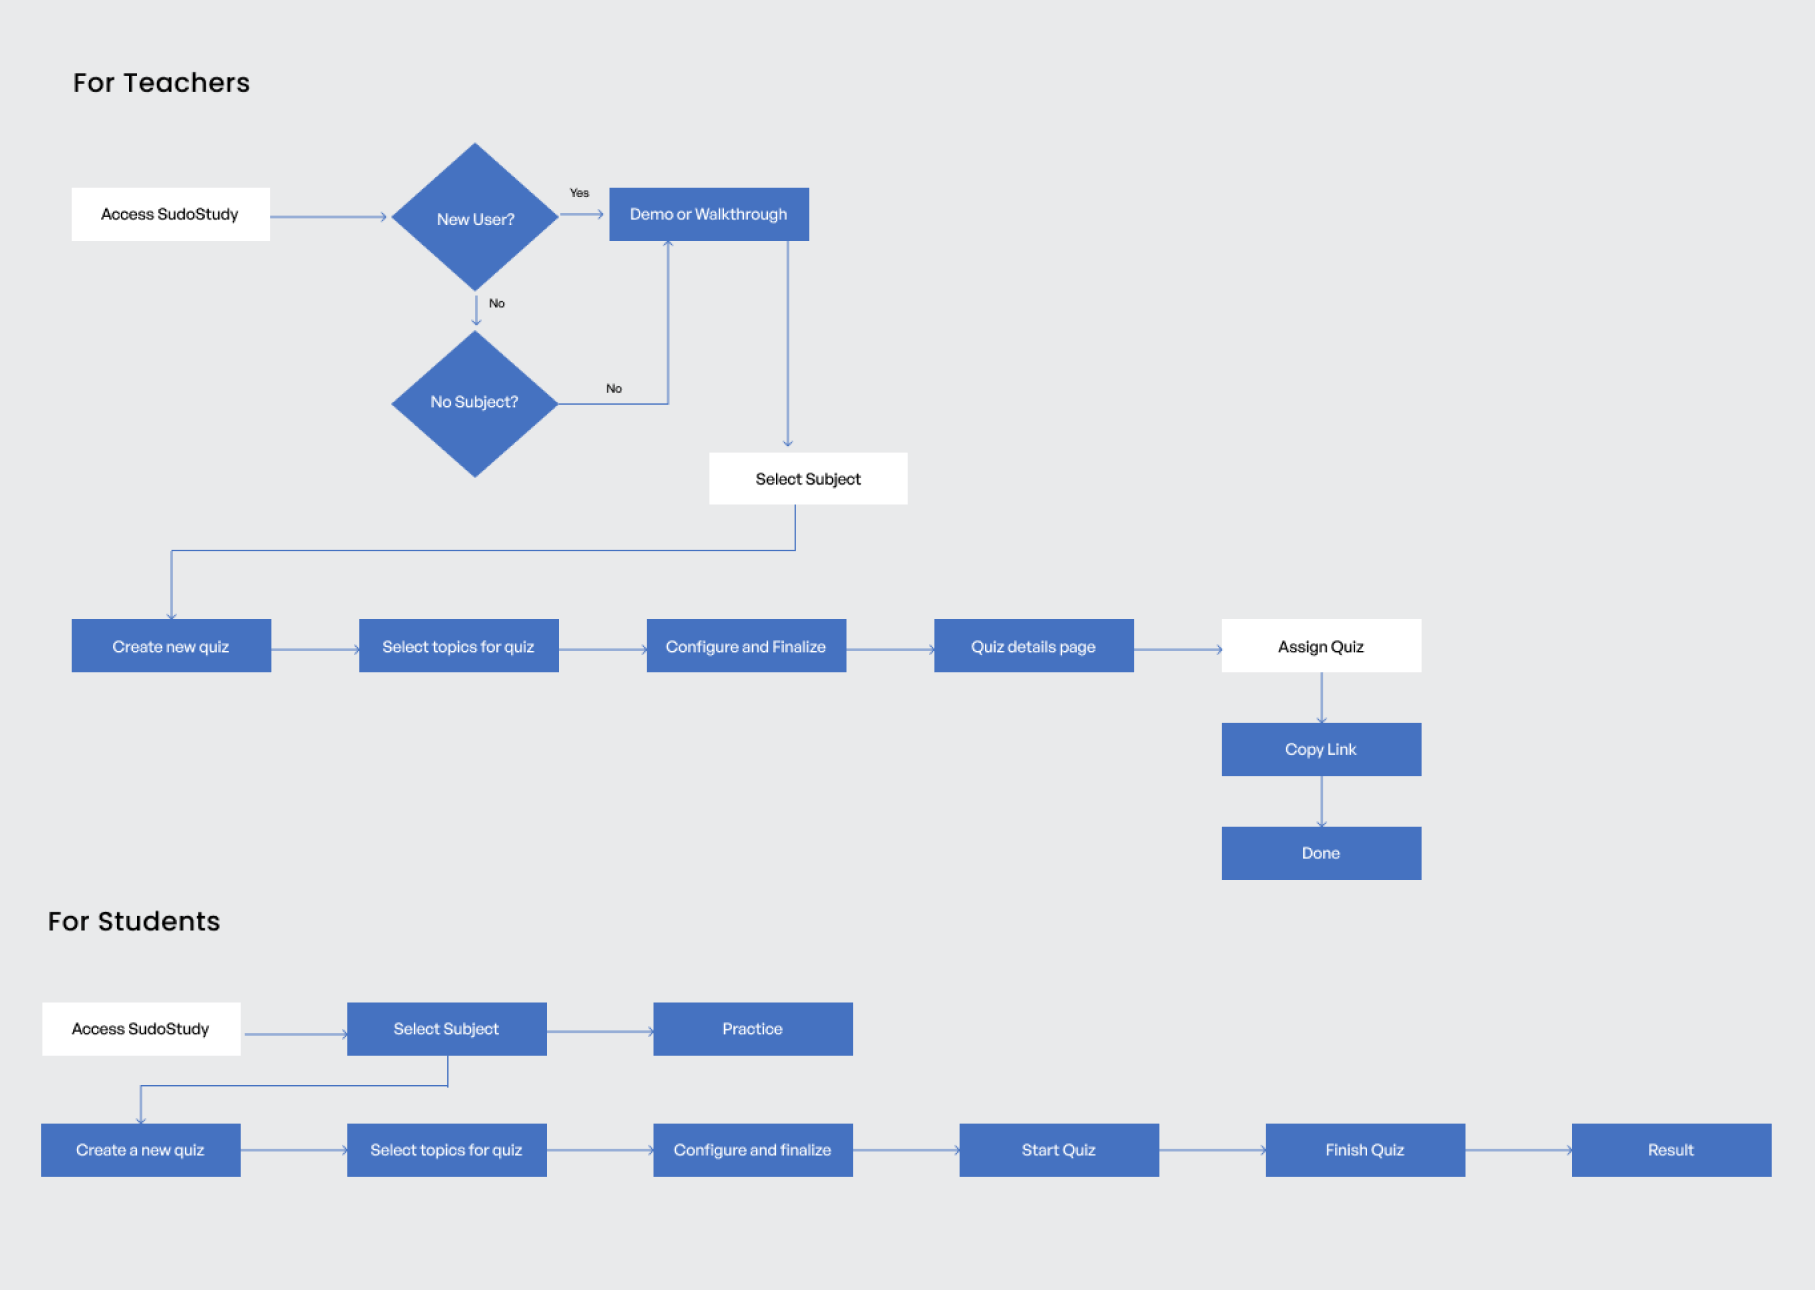 For Teachers
Access SudoStudy
New User?
Yes
Demo or Walkthrough
No
No Subject?
No
Select Subject
Create new quiz
Select topics for quiz
Configure and Finalize
Quiz details page
Assign Quiz
Copy Link
Done
For Students
Access SudoStudy
Select Subject
Practice
Create a new quiz
Select topics for quiz
Configure and finalize
Start Quiz
Finish Quiz
Result